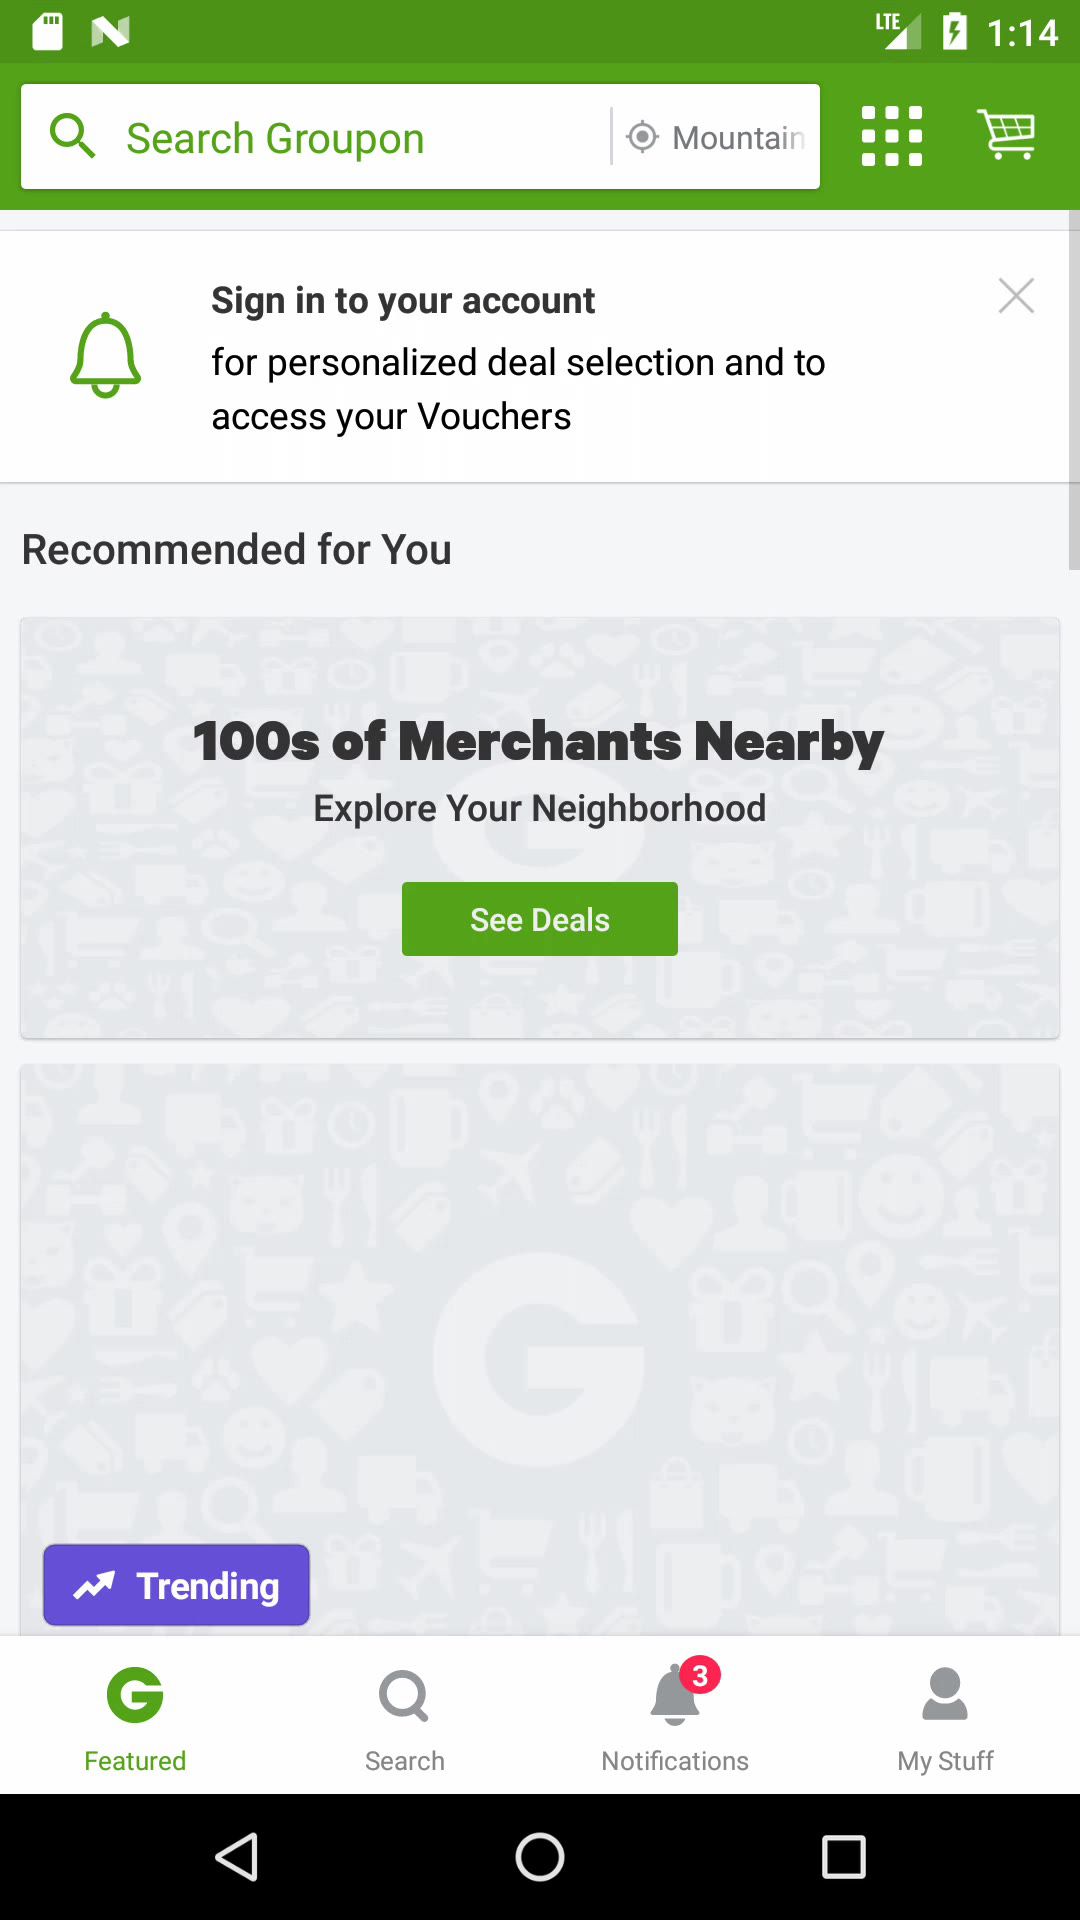 LTE
1:14
Search Groupon
Mountain
Sign in to your account
for personalized deal selection and to
access your Vouchers
Recommended for You
100s of Merchants Nearby
Explore Your Neighborhood
See Deals
Trending
3
Featured
Search
Notifications
My Stuff